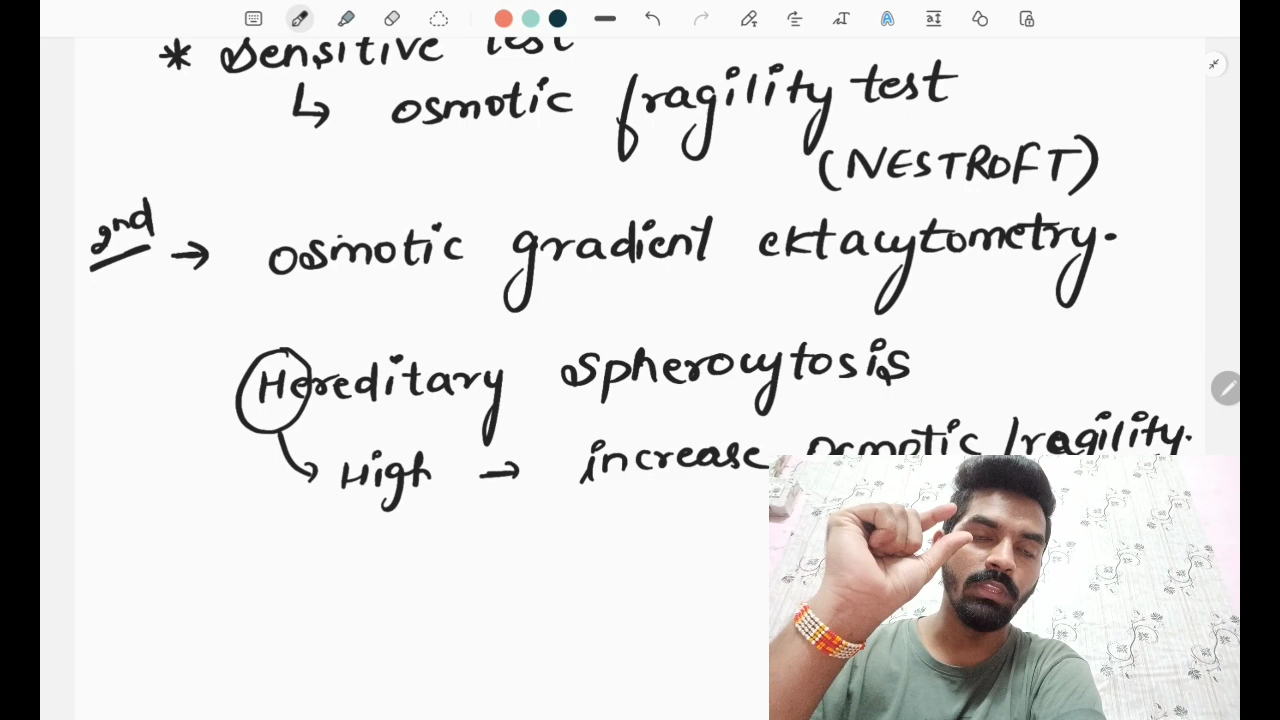 * Sensitive test
↳ osmotic fragility test
(NESTROFT)
2nd → osmotic gradient ektacytometry.
Hereditary spherocytosis
↳ High → increase osmotic fragility.